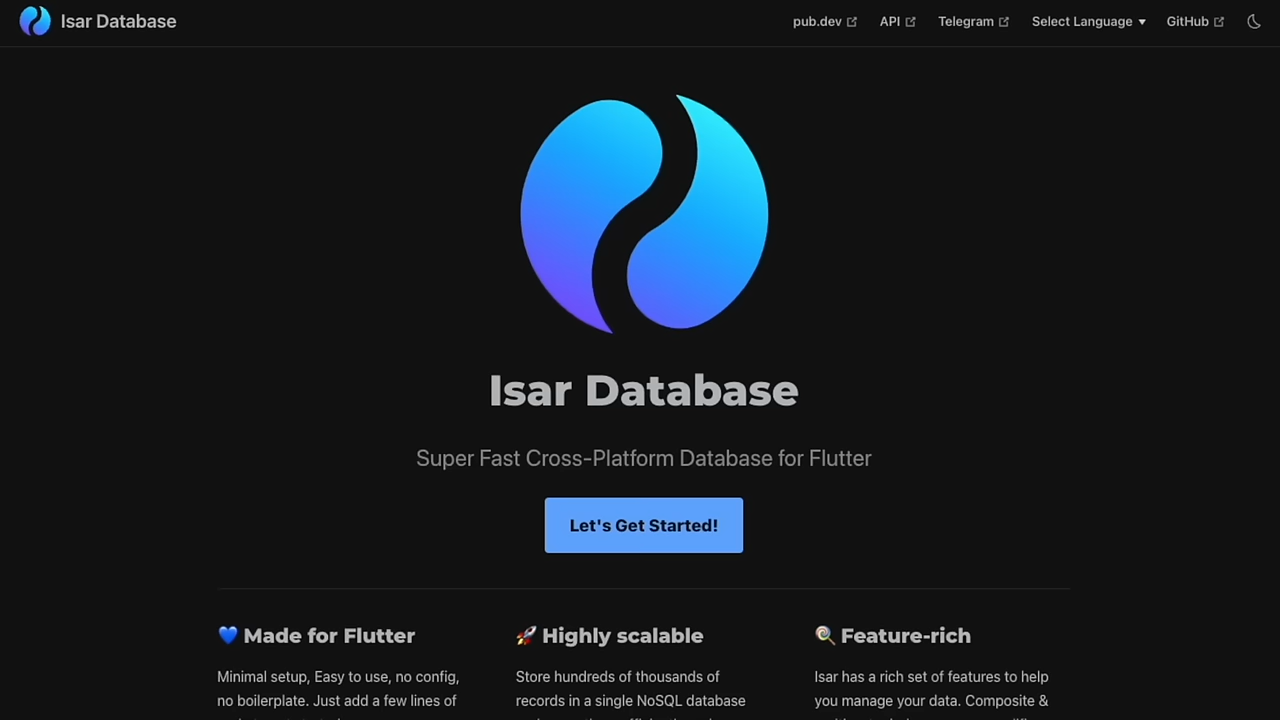 Isar Database
pub.dev
API
Telegram
Select Language
GitHub
Isar Database
Super Fast Cross-Platform Database for Flutter
Let's Get Started!
💙 Made for Flutter
Minimal setup, Easy to use, no config,
no boilerplate. Just add a few lines of
🚀 Highly scalable
Store hundreds of thousands of
records in a single NoSQL database
🍭 Feature-rich
Isar has a rich set of features to help
you manage your data. Composite &